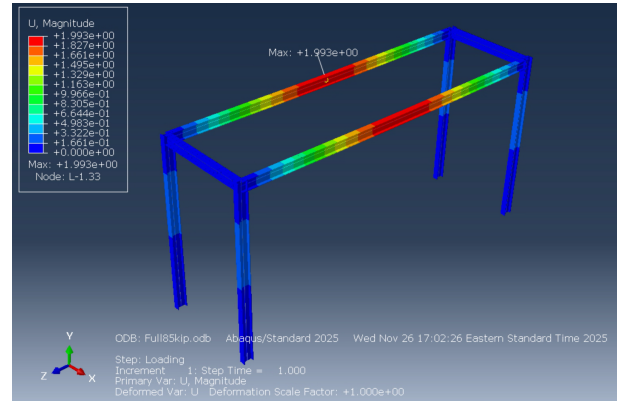 U, Magnitude
+1.993e+00
+1.827e+00
+1.661e+00
+1.495e+00
+1.329e+00
+1.163e+00
+9.966e-01
+8.305e-01
+6.644e-01
+4.983e-01
+3.322e-01
+1.661e-01
+0.000e+00
Max: +1.993e+00
Node: L-1.33
Max: +1.993e+00
Y
Z
X
ODB: Full85kip.odb Abaqus/Standard 2025 Wed Nov 26 17:02:26 Eastern Standard Time 2025
Step: Loading
Increment 1: Step Time = 1.000
Primary Var: U, Magnitude
Deformed Var: U Deformation Scale Factor: +1.000e+00